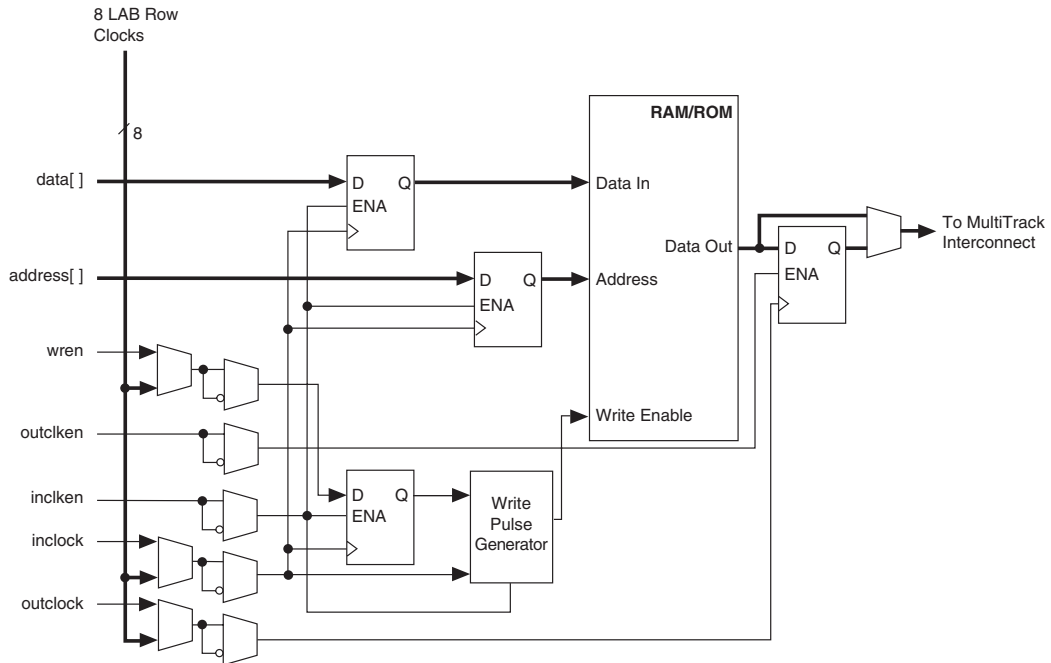 8 LAB Row
Clocks
8
RAM/ROM
data[ ]
D Q
ENA
Data In
Data Out
D Q
ENA
To MultiTrack
Interconnect
address[ ]
D Q
ENA
Address
wren
Write Enable
outclken
inclken
D Q
ENA
Write
Pulse
Generator
inclock
outclock